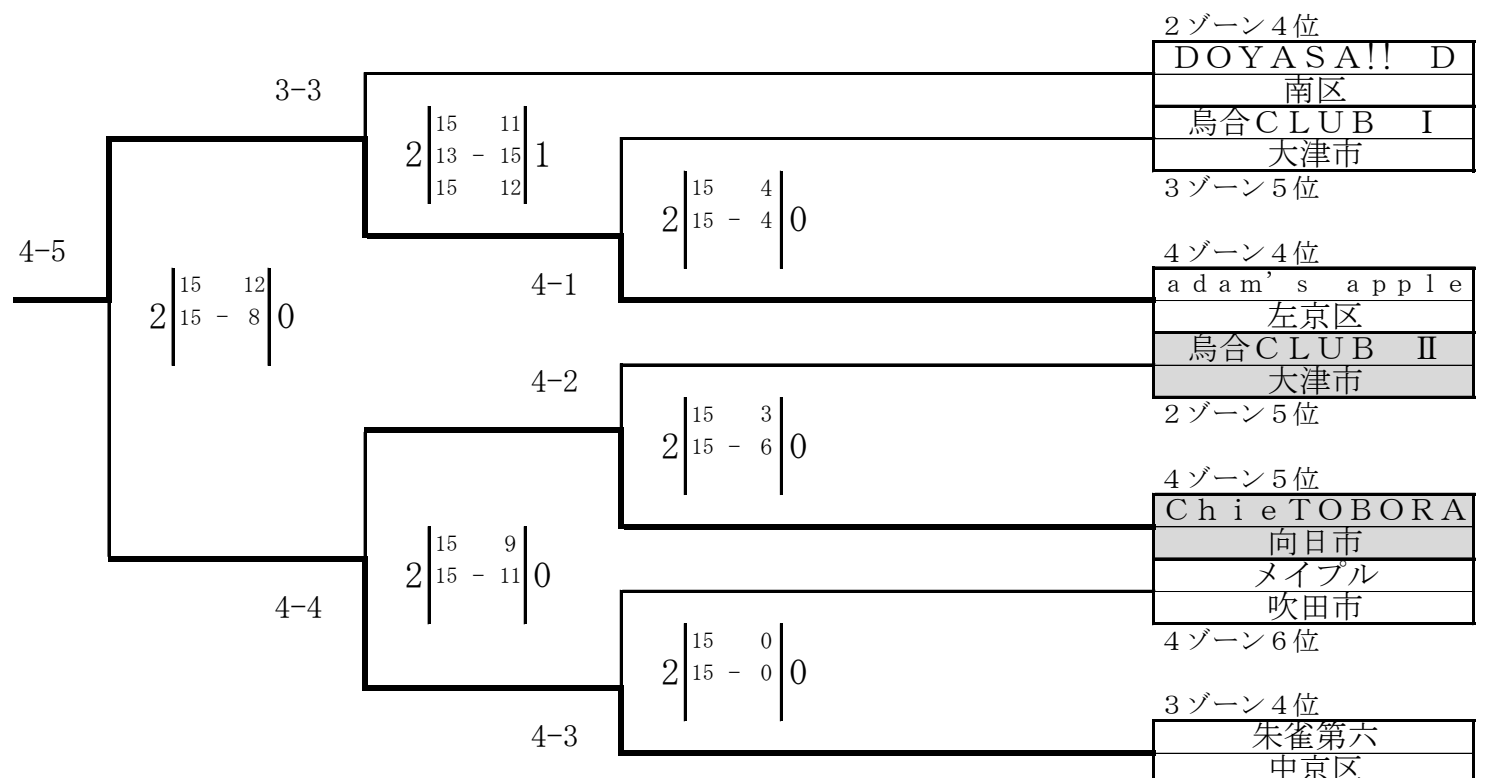 2ゾーン4位
DOYASA!! D
南区
烏合CLUB Ⅰ
大津市
3ゾーン5位
3-3
2 15 11 1
13 - 15
15 12
2 15 4 0
15 - 4
4-5
4ゾーン4位
adam's apple
左京区
烏合CLUB Ⅱ
大津市
2ゾーン5位
4-1
2 15 12 0
15 - 8
4-2
2 15 3 0
15 - 6
4ゾーン5位
ChieTOBORA
向日市
メイプル
吹田市
4ゾーン6位
2 15 9 0
15 - 11
4-4
2 15 0 0
15 - 0
4-3
3ゾーン4位
朱雀第六
中京区